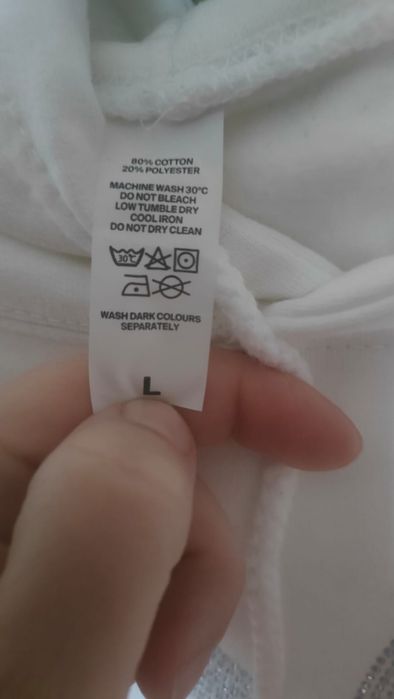 80% COTTON
20% POLYESTER
MACHINE WASH 30°C
DO NOT BLEACH
LOW TUMBLE DRY
COOL IRON
DO NOT DRY CLEAN
30°C
WASH DARK COLOURS
SEPARATELY
L